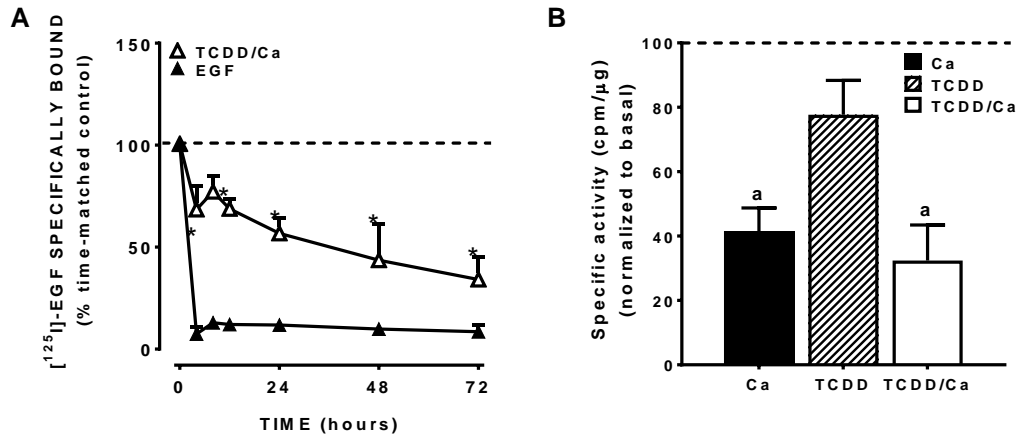 A
[125I]-EGF SPECIFICALLY BOUND
(% time-matched control)
150
100
50
0
TCDD/Ca
EGF
*
*
*
*
*
0 24 48 72
TIME (hours)
B
Specific activity (cpm/μg)
(normalized to basal)
100
80
60
40
20
0
Ca
TCDD
TCDD/Ca
a
a
Ca TCDD TCDD/Ca